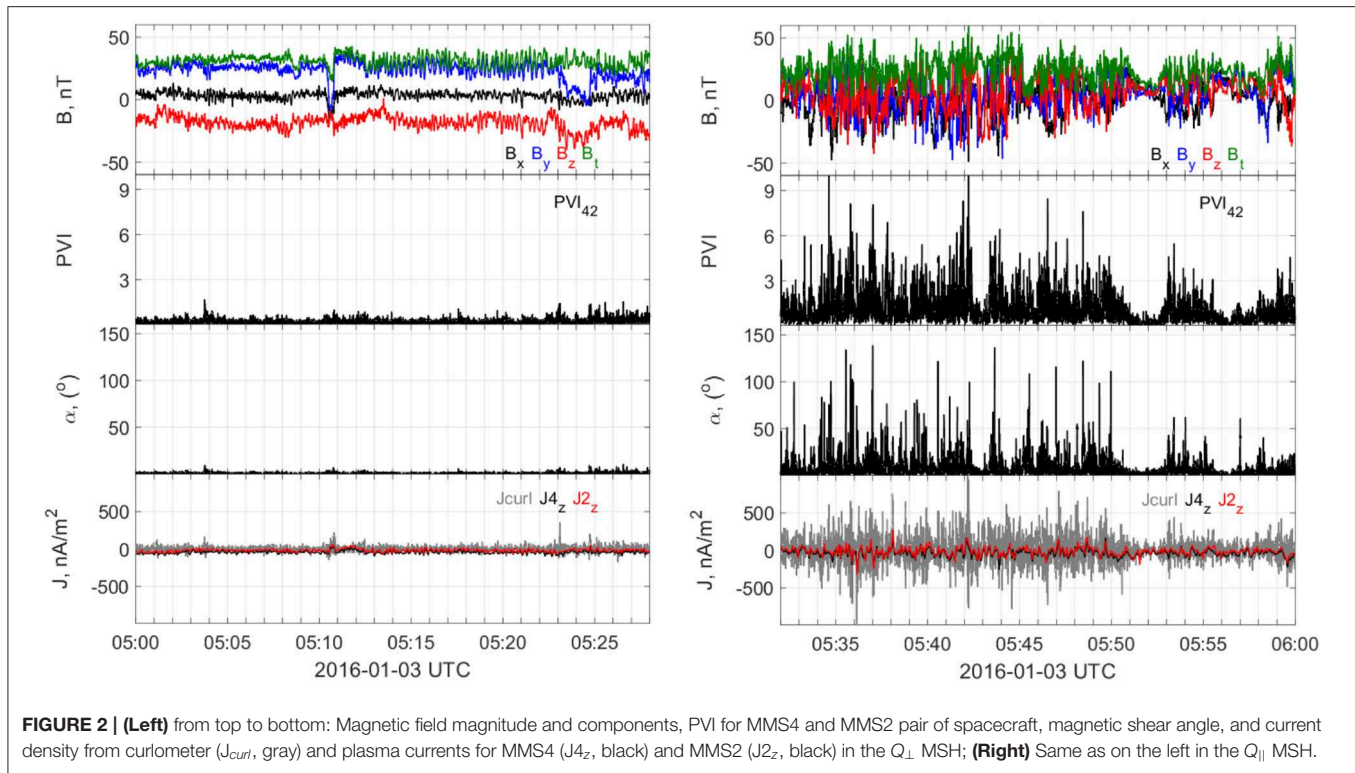 50
0
-50
B, nT
Bx By Bz Bt
9
6
3
PVI
PVI42
150
100
50
α, (o)
500
0
-500
J, nA/m2
Jcurl J4z J2z
05:00 05:05 05:10 05:15 05:20 05:25
2016-01-03 UTC
50
0
-50
B, nT
Bx By Bz Bt
9
6
3
PVI
PVI42
150
100
50
α, (o)
500
0
-500
J, nA/m2
Jcurl J4z J2z
05:35 05:40 05:45 05:50 05:55 06:00
2016-01-03 UTC
FIGURE 2 | (Left) from top to bottom: Magnetic field magnitude and components, PVI for MMS4 and MMS2 pair of spacecraft, magnetic shear angle, and current
density from curlometer (Jcurl, gray) and plasma currents for MMS4 (J4z, black) and MMS2 (J2z, black) in the Q⊥ MSH; (Right) Same as on the left in the Q|| MSH.